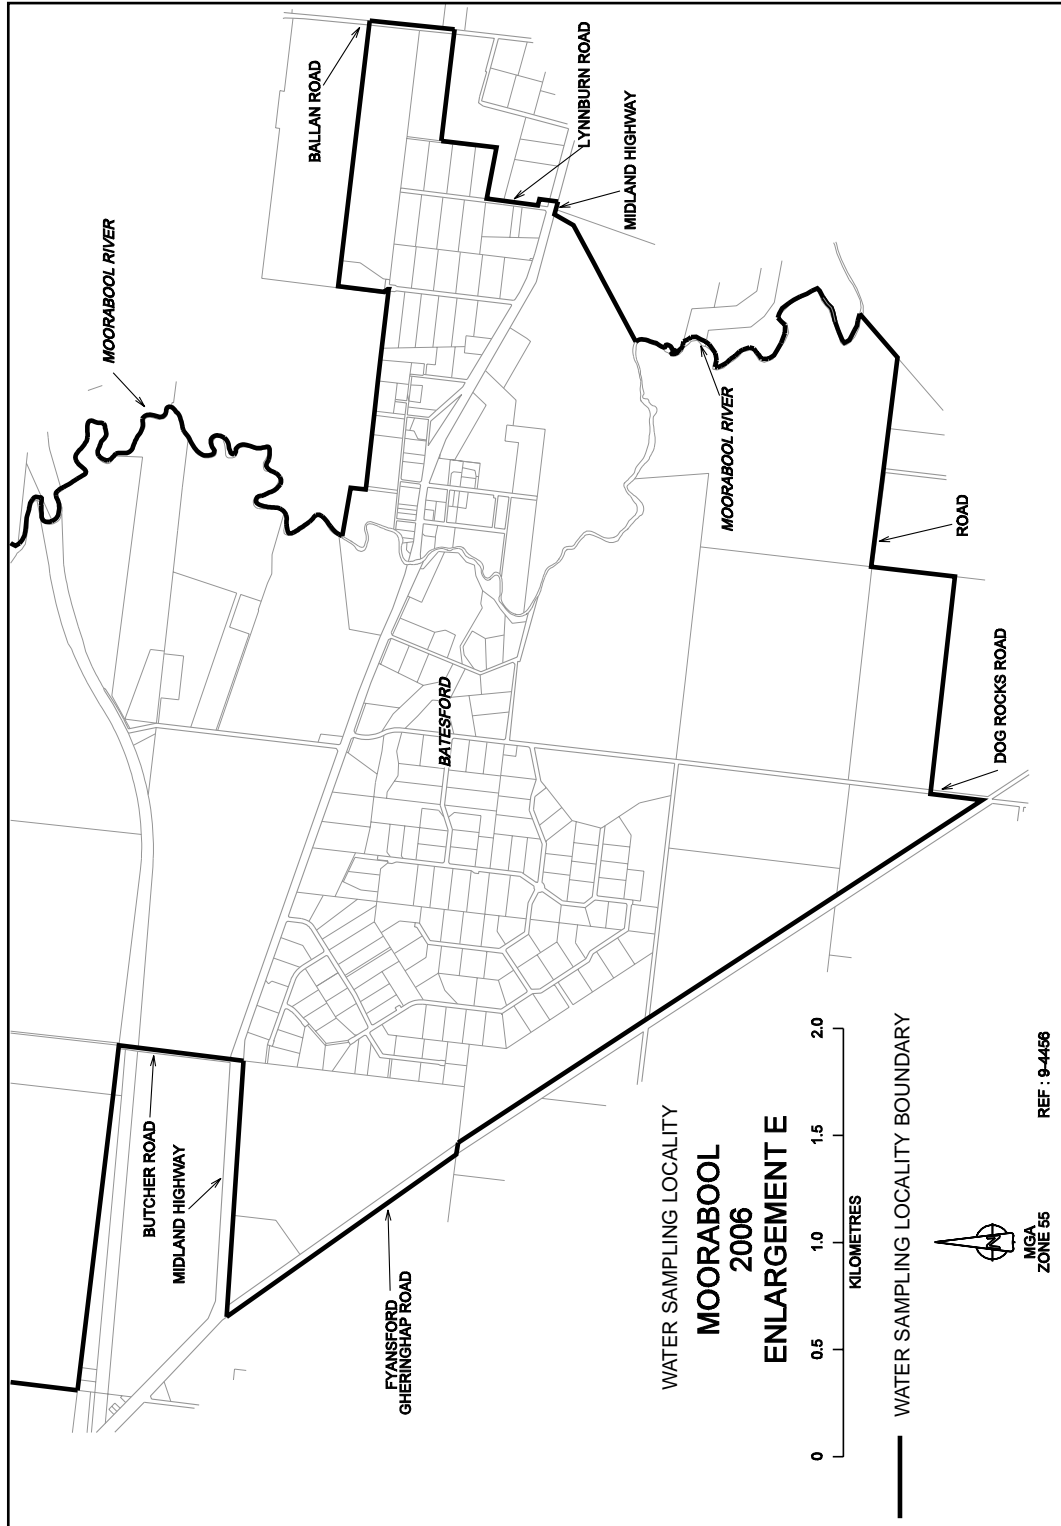 MOORABOOL RIVER
BALLAN ROAD
LYNNBURN ROAD
MIDLAND HIGHWAY
MOORABOOL RIVER
ROAD
DOG ROCKS ROAD
BATESFORD
BUTCHER ROAD
MIDLAND HIGHWAY
FYANSFORD
GHERINGHAP ROAD
WATER SAMPLING LOCALITY
MOORABOOL
2006
ENLARGEMENT E
0 0.5 1.0 1.5 2.0
KILOMETRES
WATER SAMPLING LOCALITY BOUNDARY
N
MGA
ZONE 55
REF : 9-4456